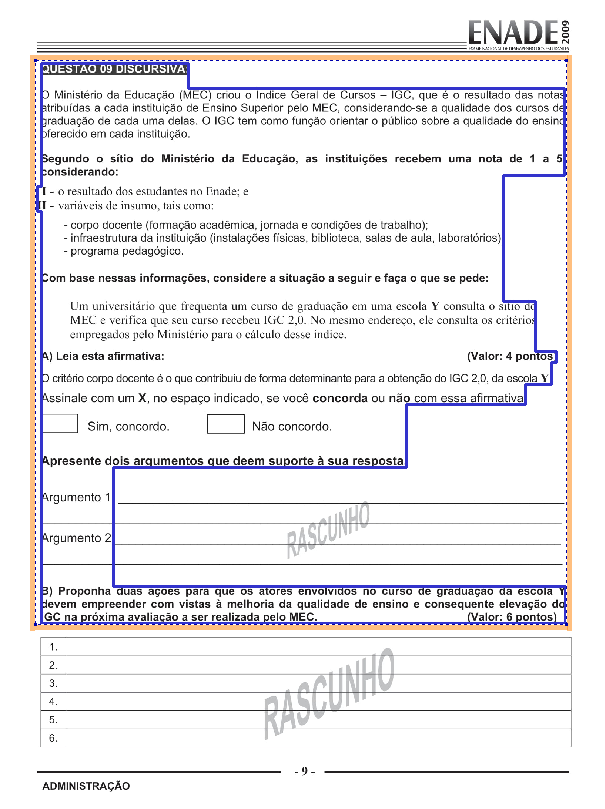 ENADE 2009
EXAME NACIONAL DE DESEMPENHO DOS ESTUDANTES
QUESTÃO 09 DISCURSIVA
O Ministério da Educação (MEC) criou o Índice Geral de Cursos – IGC, que é o resultado das notas
atribuídas a cada instituição de Ensino Superior pelo MEC, considerando-se a qualidade dos cursos de
graduação de cada uma delas. O IGC tem como função orientar o público sobre a qualidade do ensino
oferecido em cada instituição.
Segundo o sítio do Ministério da Educação, as instituições recebem uma nota de 1 a 5
considerando:
I - o resultado dos estudantes no Enade; e
II - variáveis de insumo, tais como:
- corpo docente (formação acadêmica, jornada e condições de trabalho);
- infraestrutura da instituição (instalações físicas, biblioteca, salas de aula, laboratórios)
- programa pedagógico.
Com base nessas informações, considere a situação a seguir e faça o que se pede:
Um universitário que frequenta um curso de graduação em uma escola Y consulta o sítio do
MEC e verifica que seu curso recebeu IGC 2,0. No mesmo endereço, ele consulta os critérios
empregados pelo Ministério para o cálculo desse índice.
A) Leia esta afirmativa: (Valor: 4 pontos)
O critério corpo docente é o que contribuiu de forma determinante para a obtenção do IGC 2,0, da escola Y.
Assinale com um X, no espaço indicado, se você concorda ou não com essa afirmativa
Sim, concordo. Não concordo.
Apresente dois argumentos que deem suporte à sua resposta
Argumento 1
RASCUNHO
Argumento 2
B) Proponha duas ações para que os atores envolvidos no curso de graduação da escola Y
devem empreender com vistas à melhoria da qualidade de ensino e consequente elevação do
IGC na próxima avaliação a ser realizada pelo MEC. (Valor: 6 pontos)
1.
2.
3.
4.
5.
6.
RASCUNHO
- 9 -
ADMINISTRAÇÃO